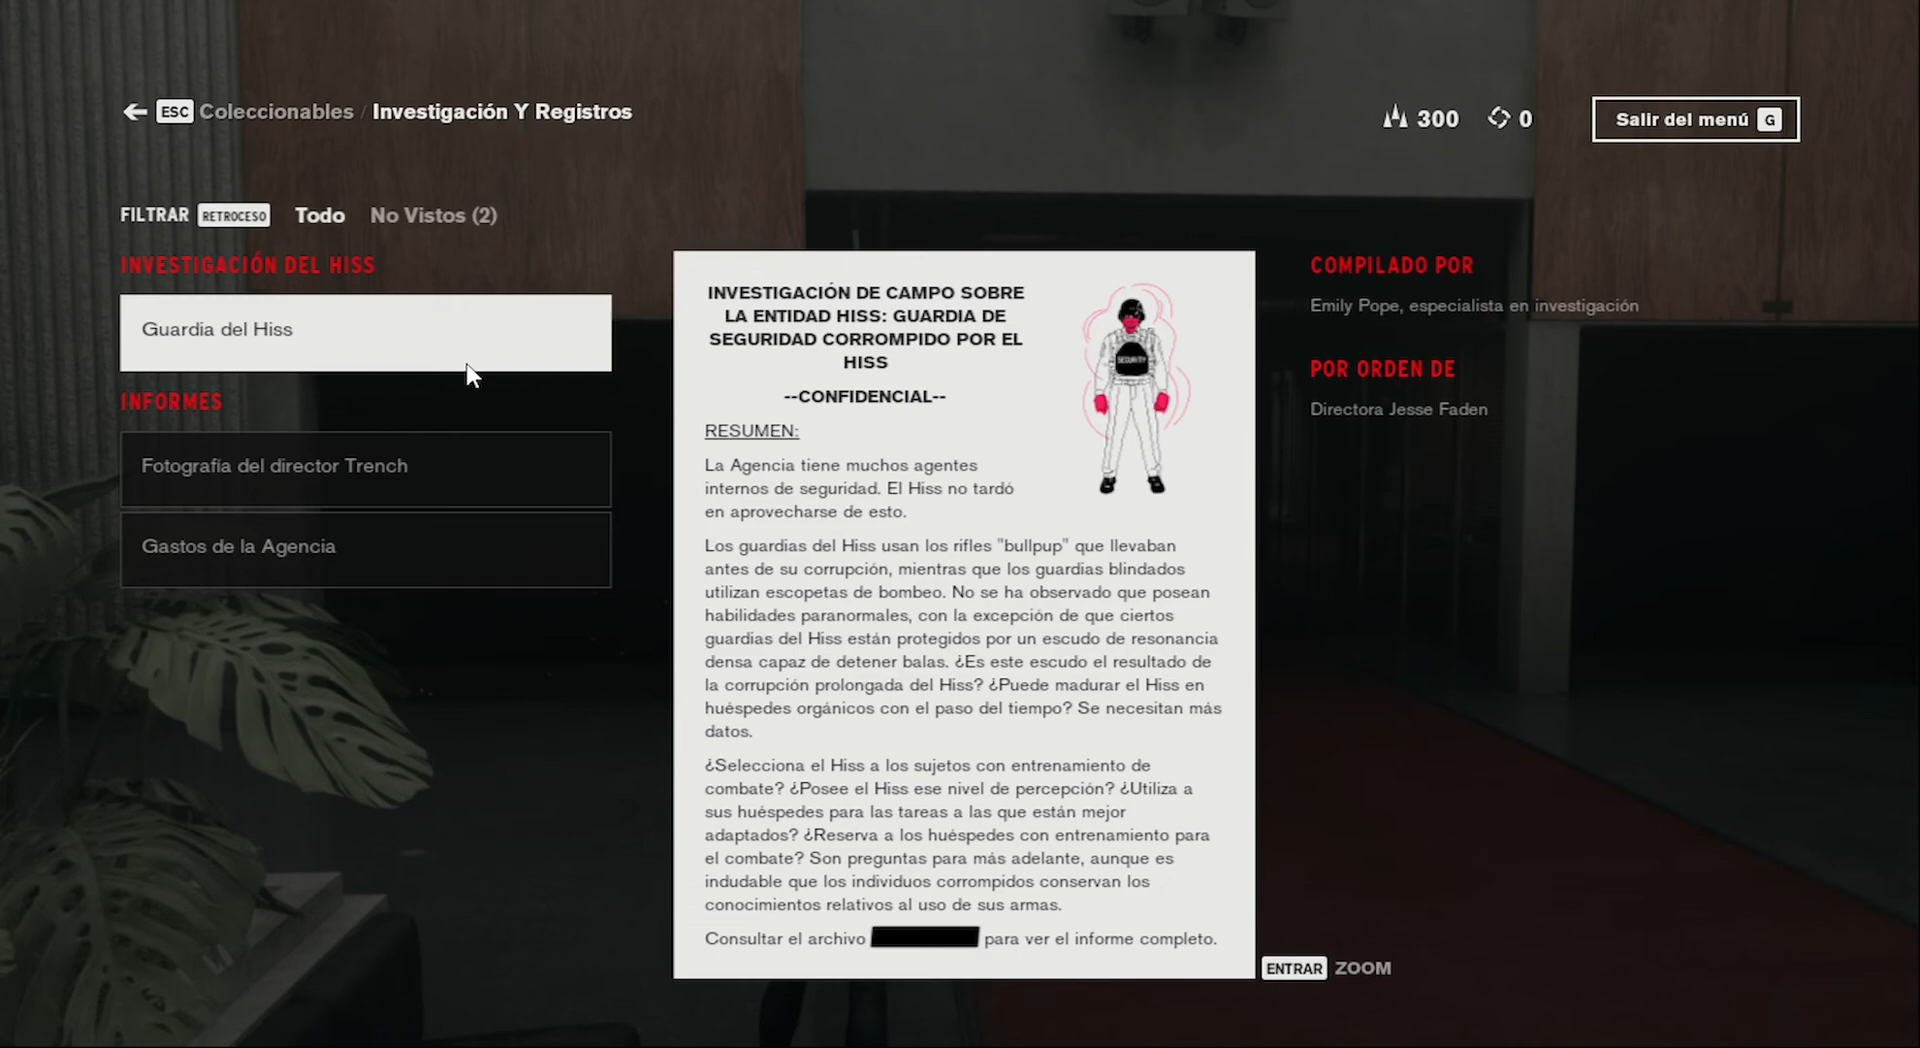 ESC Coleccionables / Investigación Y Registros
300 0
Salir del menú G
FILTRAR RETROCESO Todo No Vistos (2)
INVESTIGACIÓN DEL HISS
Guardia del Hiss
INFORMES
Fotografía del director Trench
Gastos de la Agencia
INVESTIGACIÓN DE CAMPO SOBRE
LA ENTIDAD HISS: GUARDIA DE
SEGURIDAD CORROMPIDO POR EL
HISS
--CONFIDENCIAL--
SECURITY
RESUMEN:
La Agencia tiene muchos agentes
internos de seguridad. El Hiss no tardó
en aprovecharse de esto.
Los guardias del Hiss usan los rifles "bullpup" que llevaban
antes de su corrupción, mientras que los guardias blindados
utilizan escopetas de bombeo. No se ha observado que posean
habilidades paranormales, con la excepción de que ciertos
guardias del Hiss están protegidos por un escudo de resonancia
densa capaz de detener balas. ¿Es este escudo el resultado de
la corrupción prolongada del Hiss? ¿Puede madurar el Hiss en
huéspedes orgánicos con el paso del tiempo? Se necesitan más
datos.
¿Selecciona el Hiss a los sujetos con entrenamiento de
combate? ¿Posee el Hiss ese nivel de percepción? ¿Utiliza a
sus huéspedes para las tareas a las que están mejor
adaptados? ¿Reserva a los huéspedes con entrenamiento para
el combate? Son preguntas para más adelante, aunque es
indudable que los individuos corrompidos conservan los
conocimientos relativos al uso de sus armas.
Consultar el archivo para ver el informe completo.
COMPILADO POR
Emily Pope, especialista en investigación
POR ORDEN DE
Directora Jesse Faden
ENTRAR ZOOM